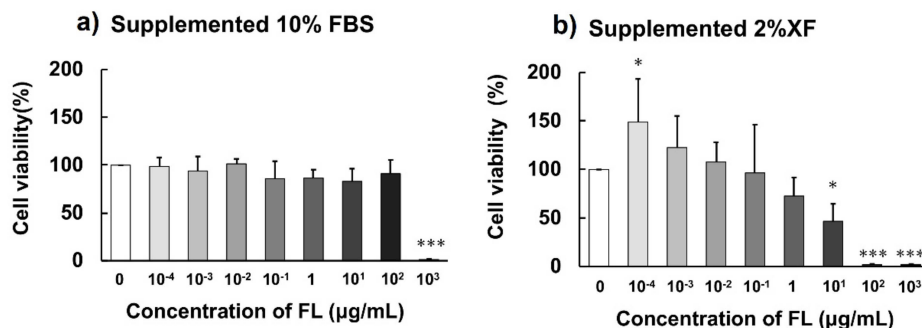 a) Supplemented 10% FBS
Cell viability(%)
200
150
100
50
0
***
0 10⁻⁴ 10⁻³ 10⁻² 10⁻¹ 1 10¹ 10² 10³
Concentration of FL (µg/mL)
b) Supplemented 2%XF
Cell viability (%)
200
150
100
50
0
* * *** ***
0 10⁻⁴ 10⁻³ 10⁻² 10⁻¹ 1 10¹ 10² 10³
Concentration of FL (µg/mL)